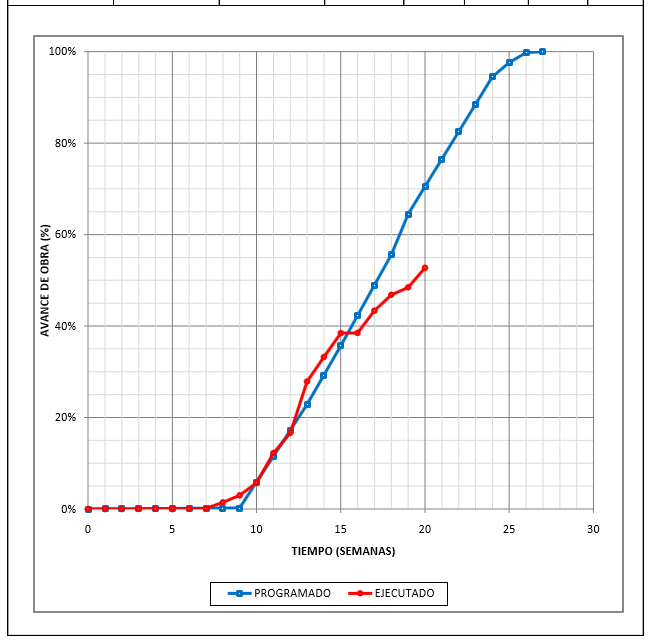 100%
80%
60%
40%
20%
0%
AVANCE DE OBRA (%)
0 5 10 15 20 25 30
TIEMPO (SEMANAS)
PROGRAMADO EJECUTADO